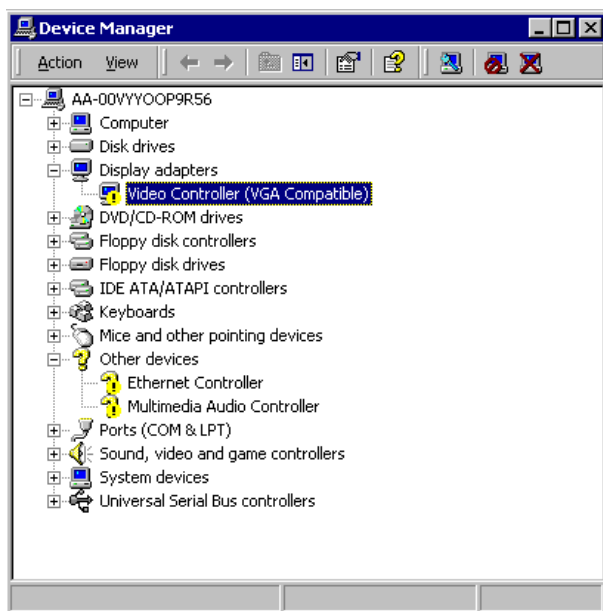 Device Manager
Action View
AA-00VYYOOP9R56
Computer
Disk drives
Display adapters
Video Controller (VGA Compatible)
DVD/CD-ROM drives
Floppy disk controllers
Floppy disk drives
IDE ATA/ATAPI controllers
Keyboards
Mice and other pointing devices
Other devices
Ethernet Controller
Multimedia Audio Controller
Ports (COM & LPT)
Sound, video and game controllers
System devices
Universal Serial Bus controllers